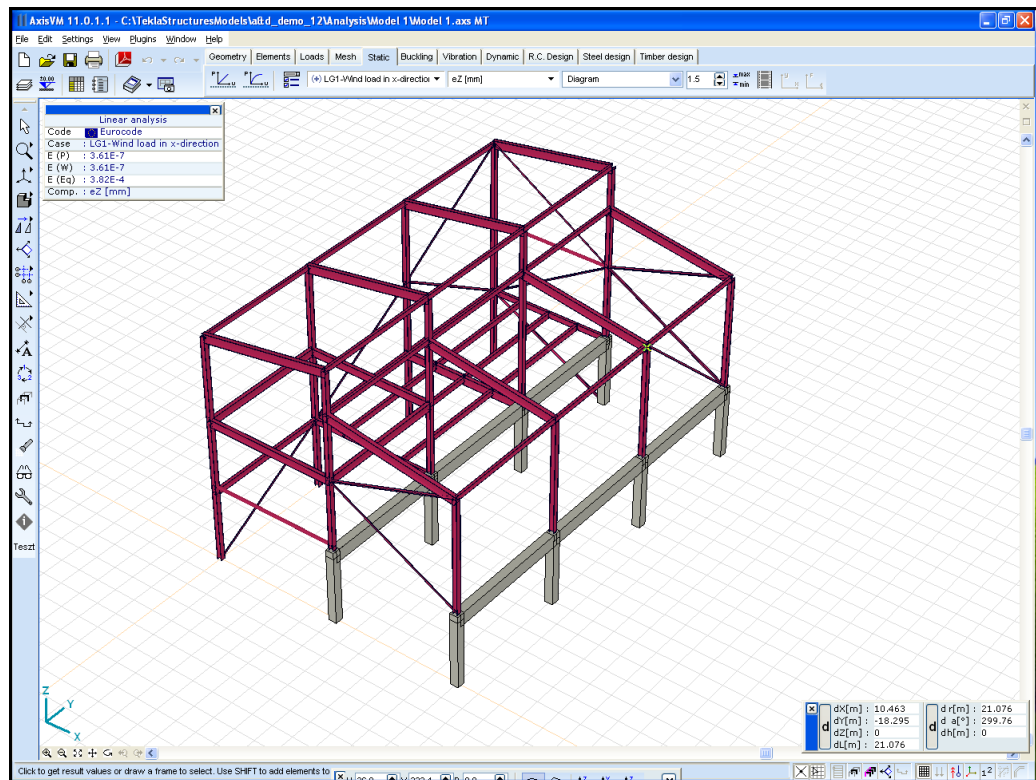 AxisVM 11.0.1.1 - C:\TeklaStructuresModels\a&d_demo_12\Analysis\Model 1\Model 1.axs MT
File Edit Settings View Plugins Window Help
Geometry Elements Loads Mesh Static Buckling Vibration Dynamic R.C. Design Steel design Timber design
(+) LG1-Wind load in x-directior eZ [mm] Diagram 1.5 max min
Linear analysis
Code Eurocode
Case : LG1-Wind load in x-direction
E (P) : 3.61E-7
E (W) : 3.61E-7
E (Eq) : 3.82E-4
Comp. : eZ [mm]
Teszt
Z
Y
X
dX[m] : 10.463 d r[m] : 21.076
dY[m] : -18.295 d a[°] : 299.76
dZ[m] : 0 dh[m] : 0
dL[m] : 21.076
d d
Click to get result values or draw a frame to select. Use SHIFT to add elements to